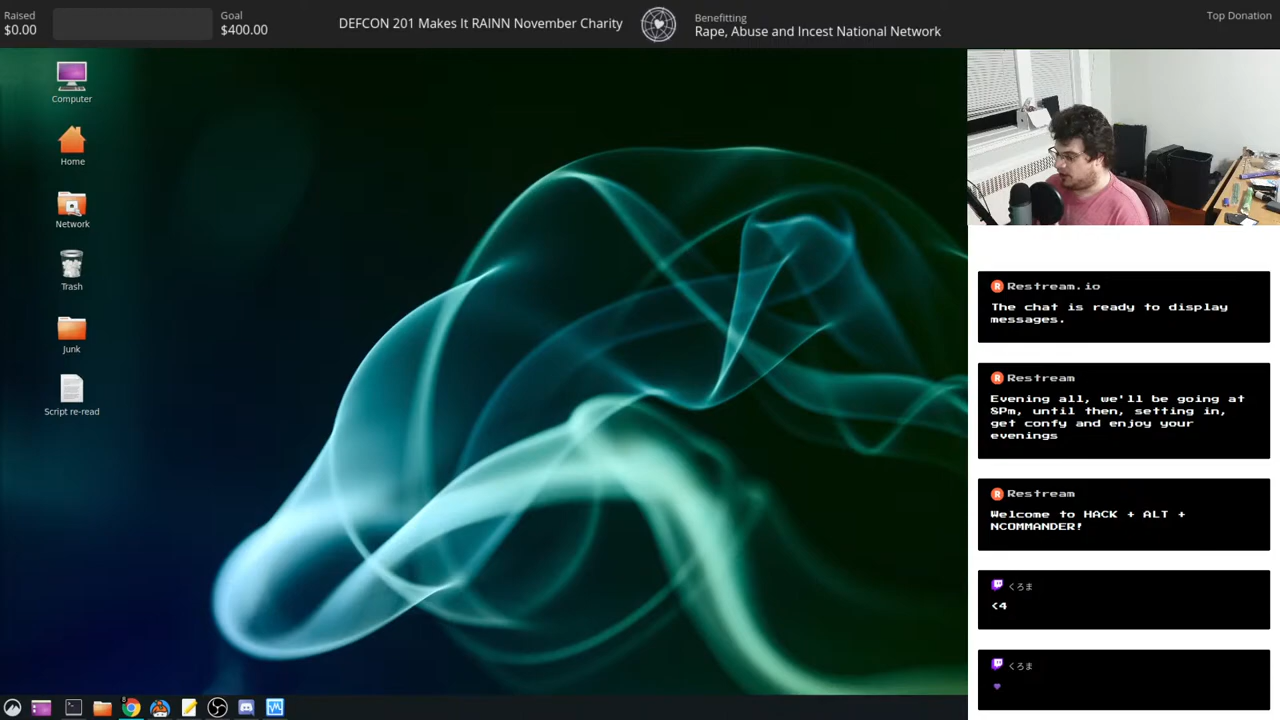 Raised
$0.00
Goal
$400.00
DEFCON 201 Makes It RAINN November Charity
Benefitting
Rape, Abuse and Incest National Network
Top Donation
Computer
Home
Network
Trash
Junk
Script re-read
Restream.io
The chat is ready to display
messages.
Restream
Evening all, we'll be going at
8Pm, until then, setting in,
get confy and enjoy your
evenings
Restream
Welcome to HACK + ALT +
NCOMMANDER!
くろま
<4
くろま